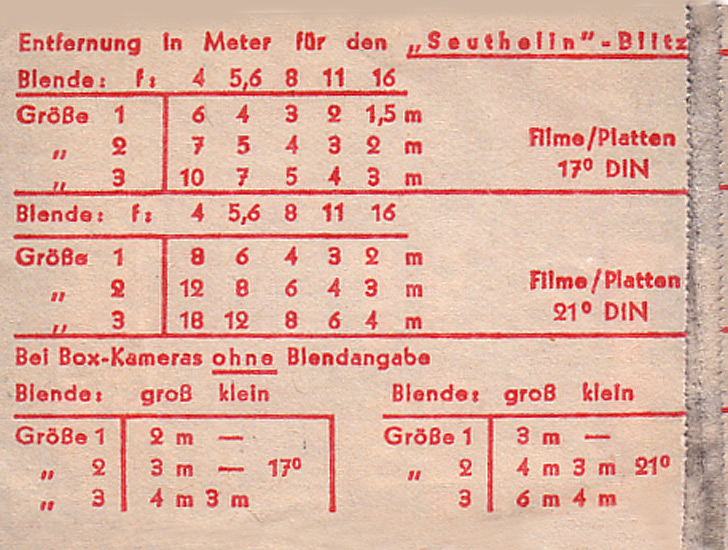 Entfernung in Meter für den „Seuthelin"-Blitz
Blende: f: 4 5,6 8 11 16
Größe 1 6 4 3 2 1,5 m
„ 2 7 5 4 3 2 m
„ 3 10 7 5 4 3 m
Filme/Platten
17° DIN
Blende: f: 4 5,6 8 11 16
Größe 1 8 6 4 3 2 m
„ 2 12 8 6 4 3 m
„ 3 18 12 8 6 4 m
Filme/Platten
21° DIN
Bei Box-Kameras ohne Blendangabe
Blende: groß klein
Größe 1 2 m —
„ 2 3 m — 17°
„ 3 4 m 3 m
Blende: groß klein
Größe 1 3 m —
„ 2 4 m 3 m 21°
3 6 m 4 m